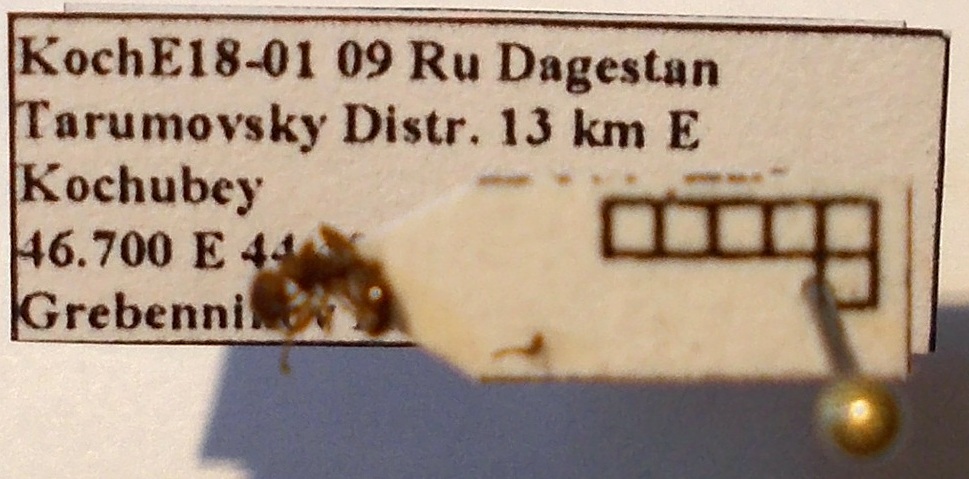 KochE18-01 09 Ru Dagestan
Tarumovsky Distr. 13 km E
Kochubey
46.700 E